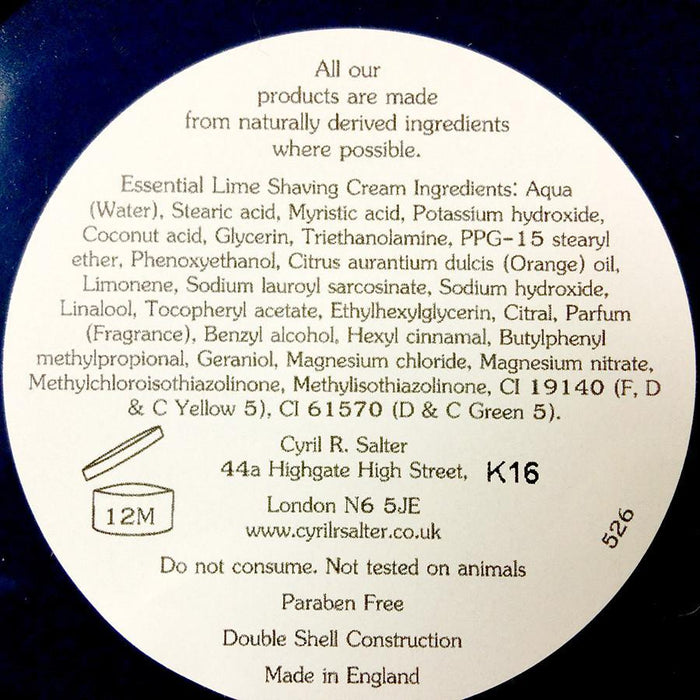 All our
products are made
from naturally derived ingredients
where possible.
Essential Lime Shaving Cream Ingredients: Aqua
(Water), Stearic acid, Myristic acid, Potassium hydroxide,
Coconut acid, Glycerin, Triethanolamine, PPG-15 stearyl
ether, Phenoxyethanol, Citrus aurantium dulcis (Orange) oil,
Limonene, Sodium lauroyl sarcosinate, Sodium hydroxide,
Linalool, Tocopheryl acetate, Ethylhexylglycerin, Citral, Parfum
(Fragrance), Benzyl alcohol, Hexyl cinnamal, Butylphenyl
methylpropional, Geraniol, Magnesium chloride, Magnesium nitrate,
Methylchloroisothiazolinone, Methylisothiazolinone, CI 19140 (F, D
& C Yellow 5), CI 61570 (D & C Green 5).
Cyril R. Salter
44a Highgate High Street, K16
12M
London N6 5JE
www.cyrilrsalter.co.uk
526
Do not consume. Not tested on animals
Paraben Free
Double Shell Construction
Made in England